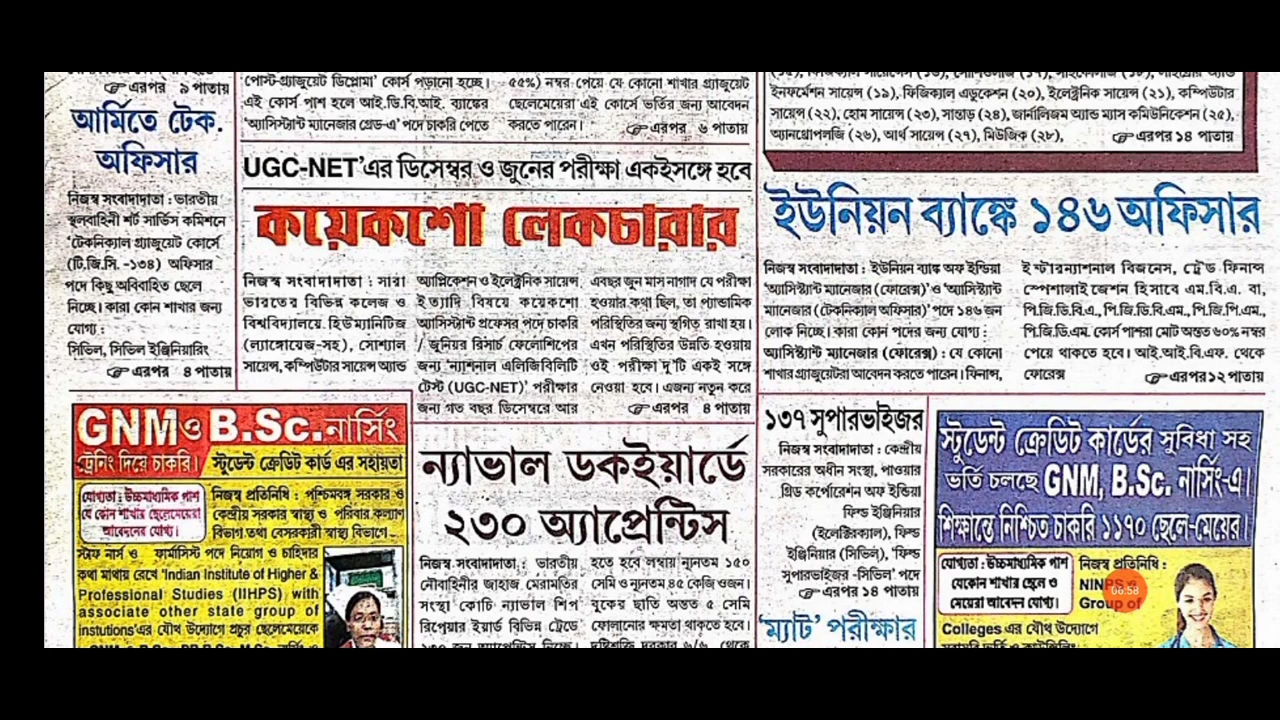 এরপর ৯ পাতায়
আর্মিতে টেক.
অফিসার
নিজস্ব সংবাদদাতা : ভারতীয়
স্থলবাহিনী শর্ট সার্ভিস কমিশনে
'টেকনিক্যাল গ্র্যাজুয়েট কোর্সে
(টি.জি.সি. -১৩৪) অফিসার
পদে কিছু অবিবাহিত ছেলে
নিচ্ছে। কারা কোন শাখার জন্য
যোগ্য :
সিভিল, সিভিল ইঞ্জিনিয়ারিং
এরপর ৪ পাতায়
পোস্ট-গ্র্যাজুয়েট ডিপ্লোমা' কোর্স পড়ানো হচ্ছে।
এই কোর্স পাশ হলে আই.ডি.বি.আই. ব্যাঙ্কের
'অ্যাসিস্ট্যান্ট ম্যানেজার গ্রেড-এ' পদে চাকরি পেতে
৫৫%) নম্বর পেয়ে যে কোনো শাখার গ্র্যাজুয়েট
ছেলেমেয়েরা এই কোর্সে ভর্তির জন্য আবেদন
করতে পারেন।
এরপর ৬ পাতায়
UGC-NET'এর ডিসেম্বর ও জুনের পরীক্ষা একইসঙ্গে হবে
কয়েকশো লেকচারার
নিজস্ব সংবাদাদাতা : সারা
ভারতের বিভিন্ন কলেজ ও
বিশ্ববিদ্যালয়ে হিউম্যানিটিজ
(ল্যাঙ্গোয়েজ-সহ), সোশ্যাল
সায়েন্স, কম্পিউটার সায়েন্স অ্যান্ড
অ্যাপ্লিকেশন ও ইলেক্ট্রনিক সায়েন্স
ইত্যাদি বিষয়ে কয়েকশো
অ্যাসিস্ট্যান্ট প্রফেসর পদে চাকরি
/ জুনিয়র রিসার্চ ফেলোশিপের
জন্য 'ন্যাশনাল এলিজিবিলিটি
টেস্ট (UGC-NET)' পরীক্ষার
জন্য গত বছর ডিসেম্বরে আর
এবছর জুন মাস নাগাদ যে পরীক্ষা
হওয়ার কথা ছিল, তা প্যান্ডামিক
পরিস্থিতির জন্য স্থগিত রাখা হয়।
এখন পরিস্থিতির উন্নতি হওয়ায়
ওই পরীক্ষা দু'টি একই সঙ্গে
নেওয়া হবে। এজন্য নতুন করে
এরপর ৪ পাতায়
ইনফর্মেশন সায়েন্স (১৯), ফিজিক্যাল এডুকেশন (২০), ইলেক্ট্রনিক সায়েন্স (২১), কম্পিউটার
সায়েন্স (২২), হোম সায়েন্স (২৩), সান্তাড় (২৪), জার্নালিজম অ্যান্ড ম্যাস কমিউনিকেশন (২৫),
অ্যানথ্রোপলজি (২৬), আর্থ সায়েন্স (২৭), মিউজিক (২৮),
এরপর ১৪ পাতায়
ইউনিয়ন ব্যাঙ্কে ১৪৬ অফিসার
নিজস্ব সংবাদাদাতা : ইউনিয়ন ব্যাঙ্ক অফ ইন্ডিয়া
'অ্যাসিস্ট্যান্ট ম্যানেজার (ফোরেক্স)' ও 'অ্যাসিস্ট্যান্ট
ম্যানেজার (টেকনিক্যাল অফিসার)' পদে ১৪৬ জন
লোক নিচ্ছে। কারা কোন পদের জন্য যোগ্য :
অ্যাসিস্ট্যান্ট ম্যানেজার (ফোরেক্স) : যে কোনো
শাখার গ্র্যাজুয়েটরা আবেদন করতে পারেন। ফিনান্স,
ইন্টারন্যাশনাল বিজনেস, ট্রেড ফিনান্স
স্পেশালাইজেশন হিসাবে এম.বি.এ. বা,
পি.জি.ডি.বি.এ., পি.জি.ডি.বি.এম., পি.জি.পি.এম.,
পি.জি.ডি.এম. কোর্স পাশরা মোট অন্তত ৬০% নম্বর
পেয়ে থাকতে হবে। আই.আই.বি.এফ. থেকে
ফোরেক্স
এরপর ১২ পাতায়
GNM ও B.Sc. নার্সিং
ট্রেনিং দিয়ে চাকরি।
স্টুডেন্ট ক্রেডিট কার্ড এর সহায়তা
যোগ্যতা : উচ্চমাধ্যমিক পাশ
যে কোন শাখার ছেলেমেয়েরা
আবেদনের যোগ্য।
নিজস্ব প্রতিনিধি : পশ্চিমবঙ্গ সরকার ও
কেন্দ্রীয় সরকার স্বাস্থ্য ও পরিবার কল্যাণ
বিভাগ তথা বেসরকারী স্বাস্থ্য বিভাগে
স্টাফ নার্স ও ফার্মাসিস্ট পদে নিয়োগ ও চাহিদার
কথা মাথায় রেখে 'Indian Institute of Higher &
Professional Studies (IIHPS) with
associate other state group of
instutions'এর যৌথ উদ্যোগে প্রচুর ছেলেমেয়েকে
ন্যাভাল ডকইয়ার্ডে
২৩০ অ্যাপ্রেন্টিস
নিজস্ব সংবাদাদাতা : ভারতীয়
নৌবাহিনীর জাহাজ মেরামতির
সংস্থা কোচি ন্যাভাল শিপ
রিপেয়ার ইয়ার্ড বিভিন্ন ট্রেডে
হতে হবে লম্বায় ন্যূনতম ১৫০
সেমি ও ন্যূনতম ৪৫ কেজি ওজন।
বুকের ছাতি অন্তত ৫ সেমি
ফোলানোর ক্ষমতা থাকতে হবে।
১৩৭ সুপারভাইজর
নিজস্ব সংবাদাদাতা : কেন্দ্রীয়
সরকারের অধীন সংস্থা, পাওয়ার
গ্রিড কর্পোরেশন অফ ইন্ডিয়া
ফিল্ড ইঞ্জিনিয়ার
(ইলেক্ট্রিক্যাল), ফিল্ড
ইঞ্জিনিয়ার (সিভিল), 'ফিল্ড
সুপারভাইজর -সিভিল' পদে
এরপর ১৪ পাতায়
'ম্যাট' পরীক্ষার
স্টুডেন্ট ক্রেডিট কার্ডের সুবিধা সহ
ভর্তি চলছে GNM, B.Sc. নার্সিং-এ।
শিক্ষান্তে নিশ্চিত চাকরি ১১৭০ ছেলে-মেয়ের।
যোগ্যতা : উচ্চমাধ্যমিক পাশ
যেকোন শাখার ছেলে ও
মেয়েরা আবেদন যোগ্য।
নিজস্ব প্রতিনিধি :
NINPS ও
Group of
Colleges এর যৌথ উদ্যোগে
06:58